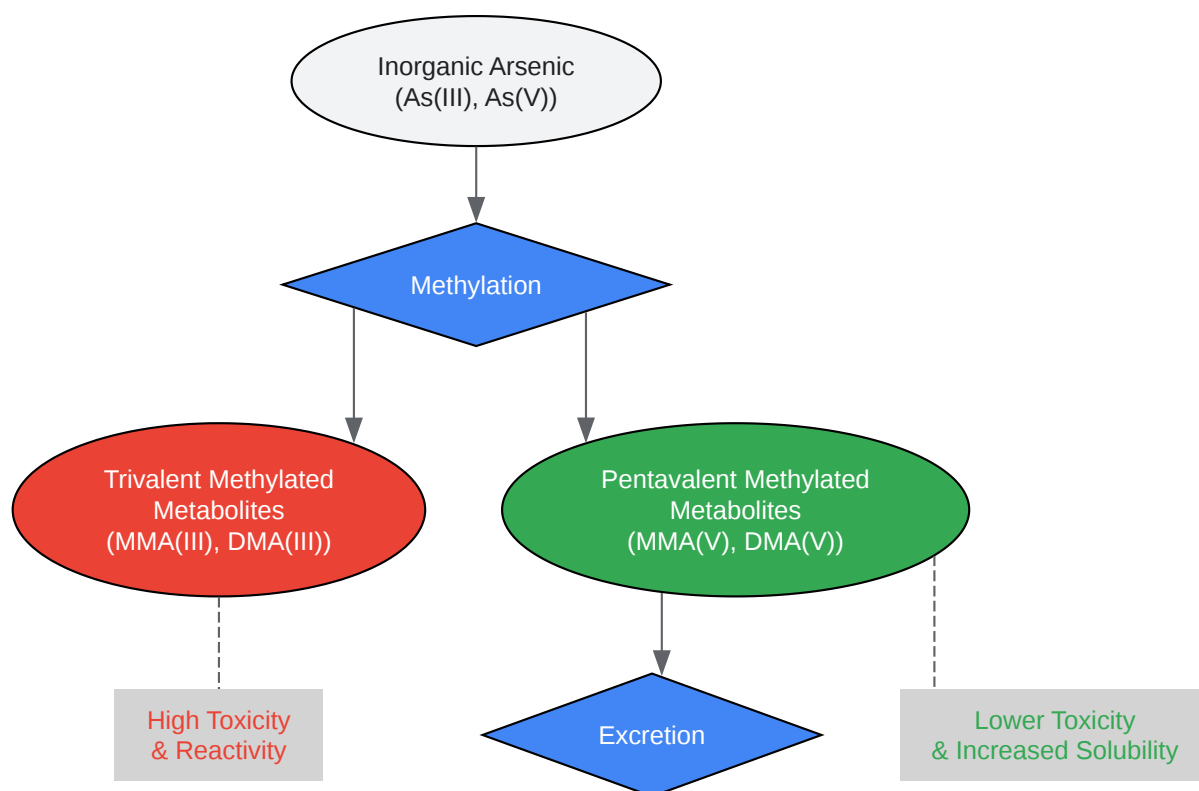 Inorganic Arsenic
(As(III), As(V))
Methylation
Trivalent Methylated
Metabolites
(MMA(III), DMA(III))
Pentavalent Methylated
Metabolites
(MMA(V), DMA(V))
High Toxicity
& Reactivity
Excretion
Lower Toxicity
& Increased Solubility